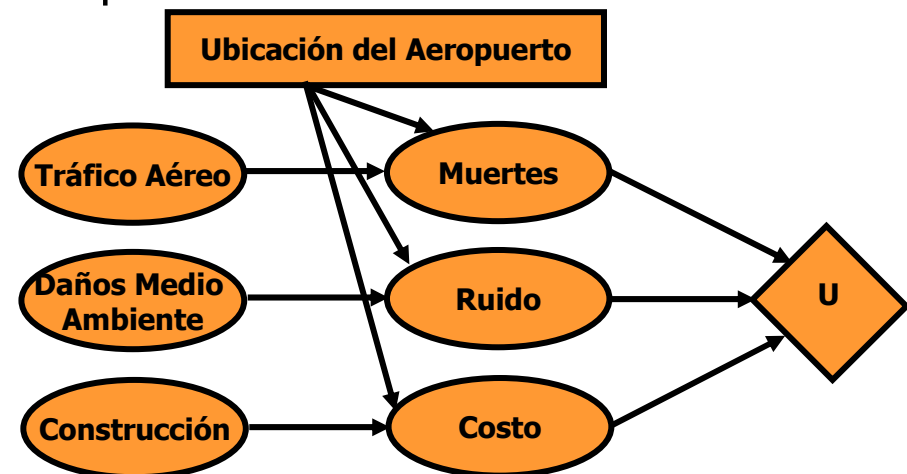 Ubicación del Aeropuerto
Tráfico Aéreo
Muertes
Daños Medio
Ambiente
Ruido
U
Construcción
Costo